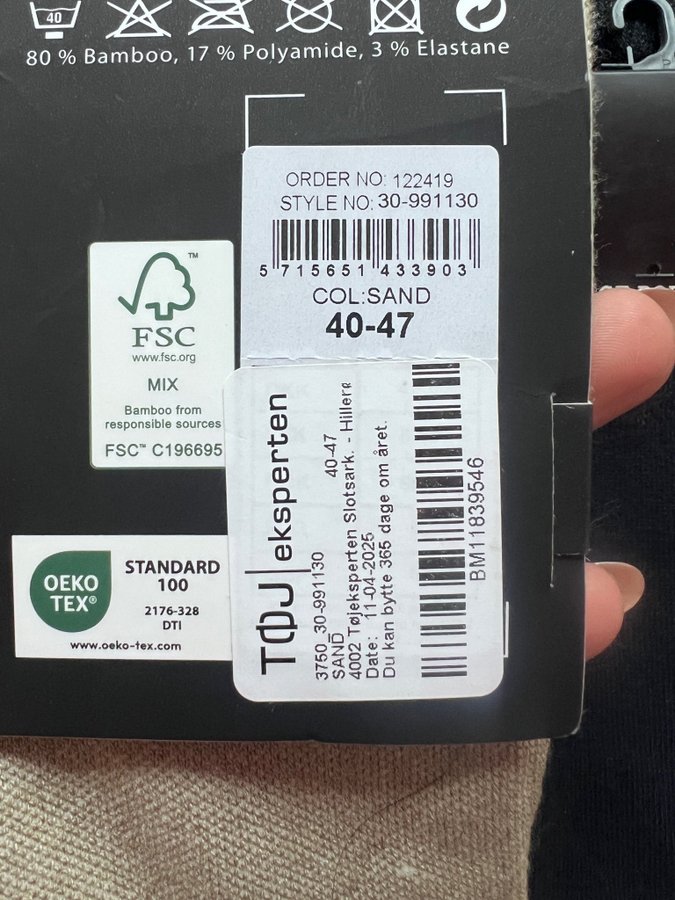 40
80 % Bamboo, 17 % Polyamide, 3 % Elastane
ORDER NO: 122419
STYLE NO: 30-991130
5 715651 433903
COL:SAND
40-47
TM
FSC
www.fsc.org
MIX
Bamboo from
responsible sources
FSC™ C196695
OEKO
TEX®
STANDARD
100
2176-328
DTI
www.oeko-tex.com
TØJ eksperten
3750 30-991130 40-47
SAND
4002 Tøjeksperten Slotsark. - Hillerø
Date: 11-04-2025
Du kan bytte 365 dage om året.
BM11839546